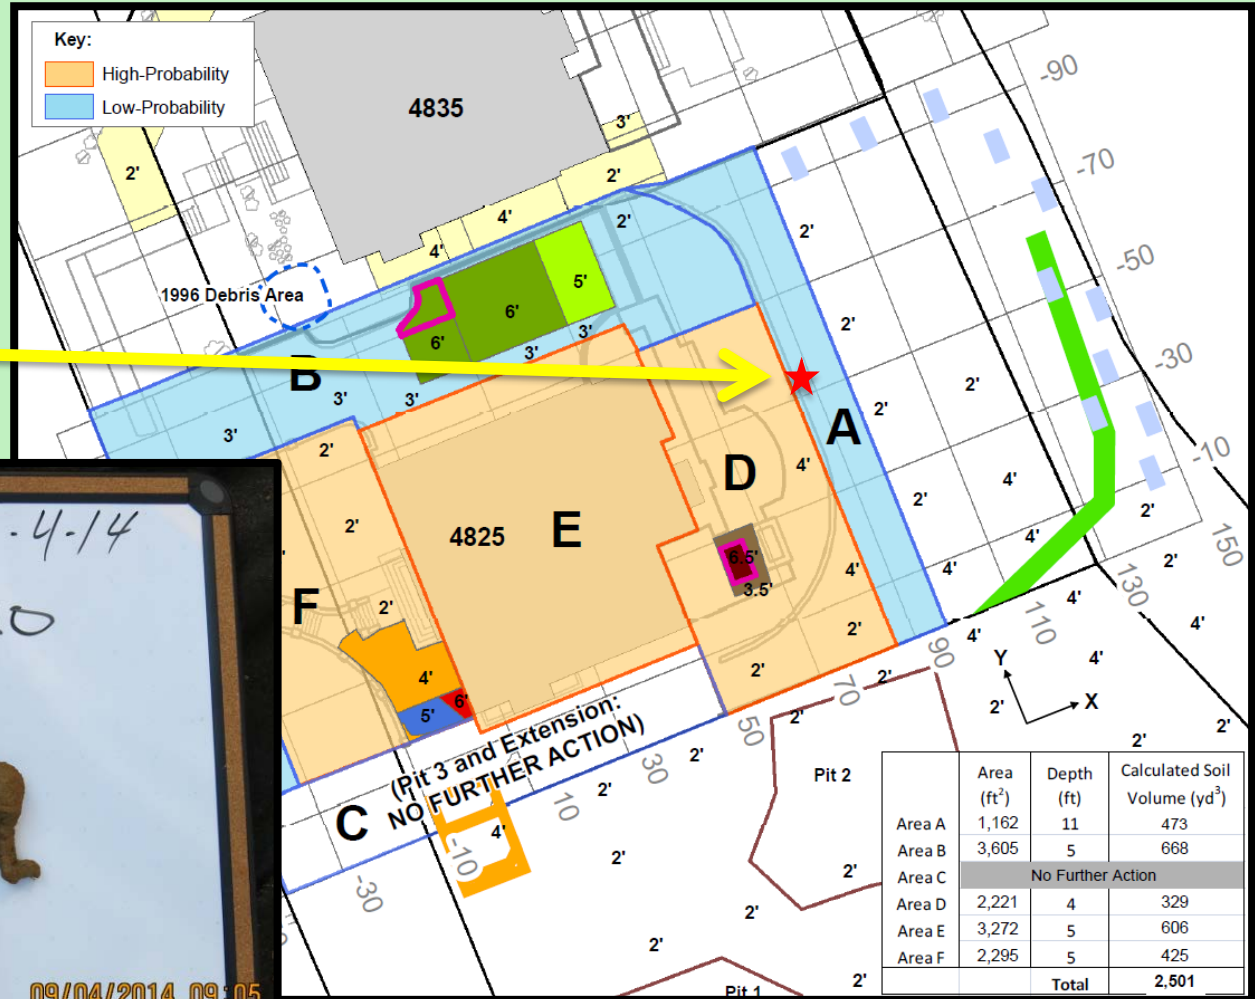 Key:
High-Probability
Low-Probability
4835
-90
3'
2'
2'
-70
4'
2'
2'
4'
-50
5'
1996 Debris Area
6'
2'
3'
6'
3'
-30
B
2'
3'
3'
2'
3'
A
2'
4'
D
-10
4-14
2'
4'
2'
2'
4825
E
4'
150
6.5'
2'
3.5'
4'
4'
130
F
2'
4'
110
2'
4'
4'
90
Y
4'
2'
70
2'
X
6'
5'
2'
50
2'
2'
(Pit 3 and Extension:
NO FURTHER ACTION)
2'
30
Pit 2
C
10
2'
4'
-10
2'
2'
-30
2'
2'
2'
Pit 1
Area (ft²) Depth (ft) Calculated Soil Volume (yd³)
Area A 1,162 11 473
Area B 3,605 5 668
Area C No Further Action
Area D 2,221 4 329
Area E 3,272 5 606
Area F 2,295 5 425
Total 2,501
09/04/2014 09:05